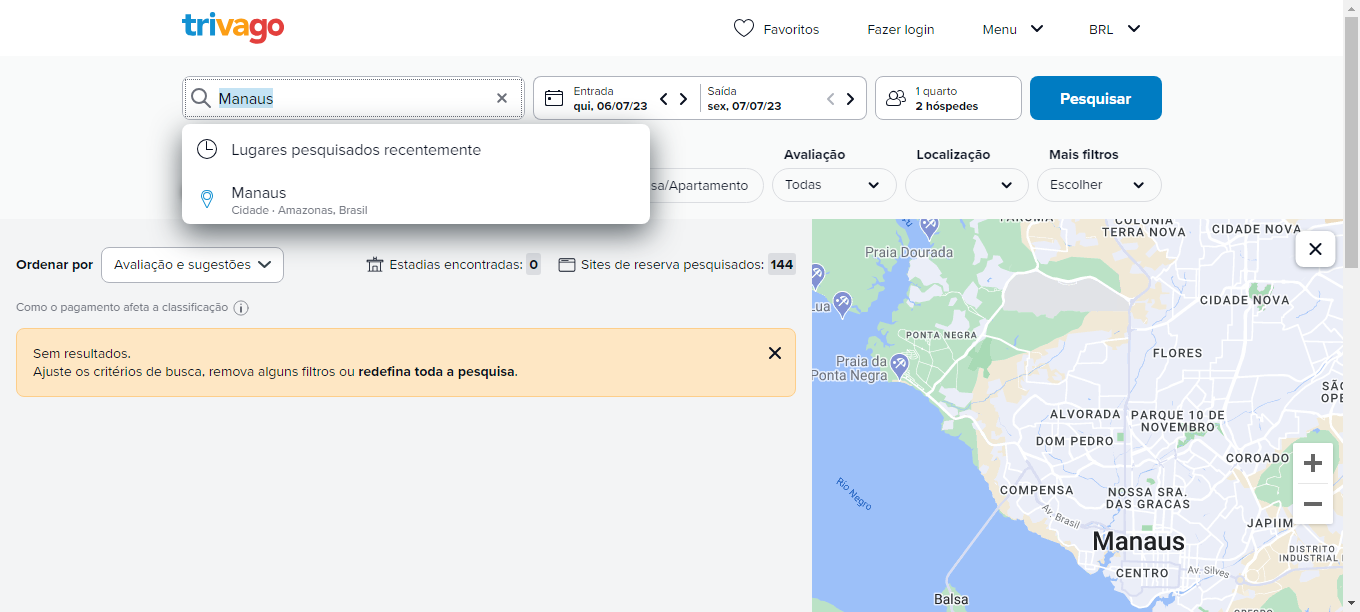 trivago
Favoritos
Fazer login
Menu
BRL
Manaus
Entrada
qui, 06/07/23
Saída
sex, 07/07/23
1 quarto
2 hóspedes
Pesquisar
Lugares pesquisados recentemente
Manaus
Cidade · Amazonas, Brasil
sa/Apartamento
Avaliação
Todas
Localização
Mais filtros
Escolher
Ordenar por
Avaliação e sugestões
Estadias encontradas: 0
Sites de reserva pesquisados: 144
Como o pagamento afeta a classificação
Sem resultados.
Ajuste os critérios de busca, remova alguns filtros ou redefina toda a pesquisa.
COLÔNIA
TERRA NOVA
CIDADE NOVA
Praia Dourada
CIDADE NOVA
Lua
PONTA NEGRA
FLORES
Praia da
Ponta Negra
SÃO
OPE
ALVORADA
PARQUE 10 DE
NOVEMBRO
DOM PEDRO
COROADO
Rio Negro
COMPENSA
NOSSA SRA.
DAS GRACAS
Av. Brasil
JAPIIM
Manaus
DISTRITO
INDUSTRIAL I
CENTRO
Av. Silves
Balsa